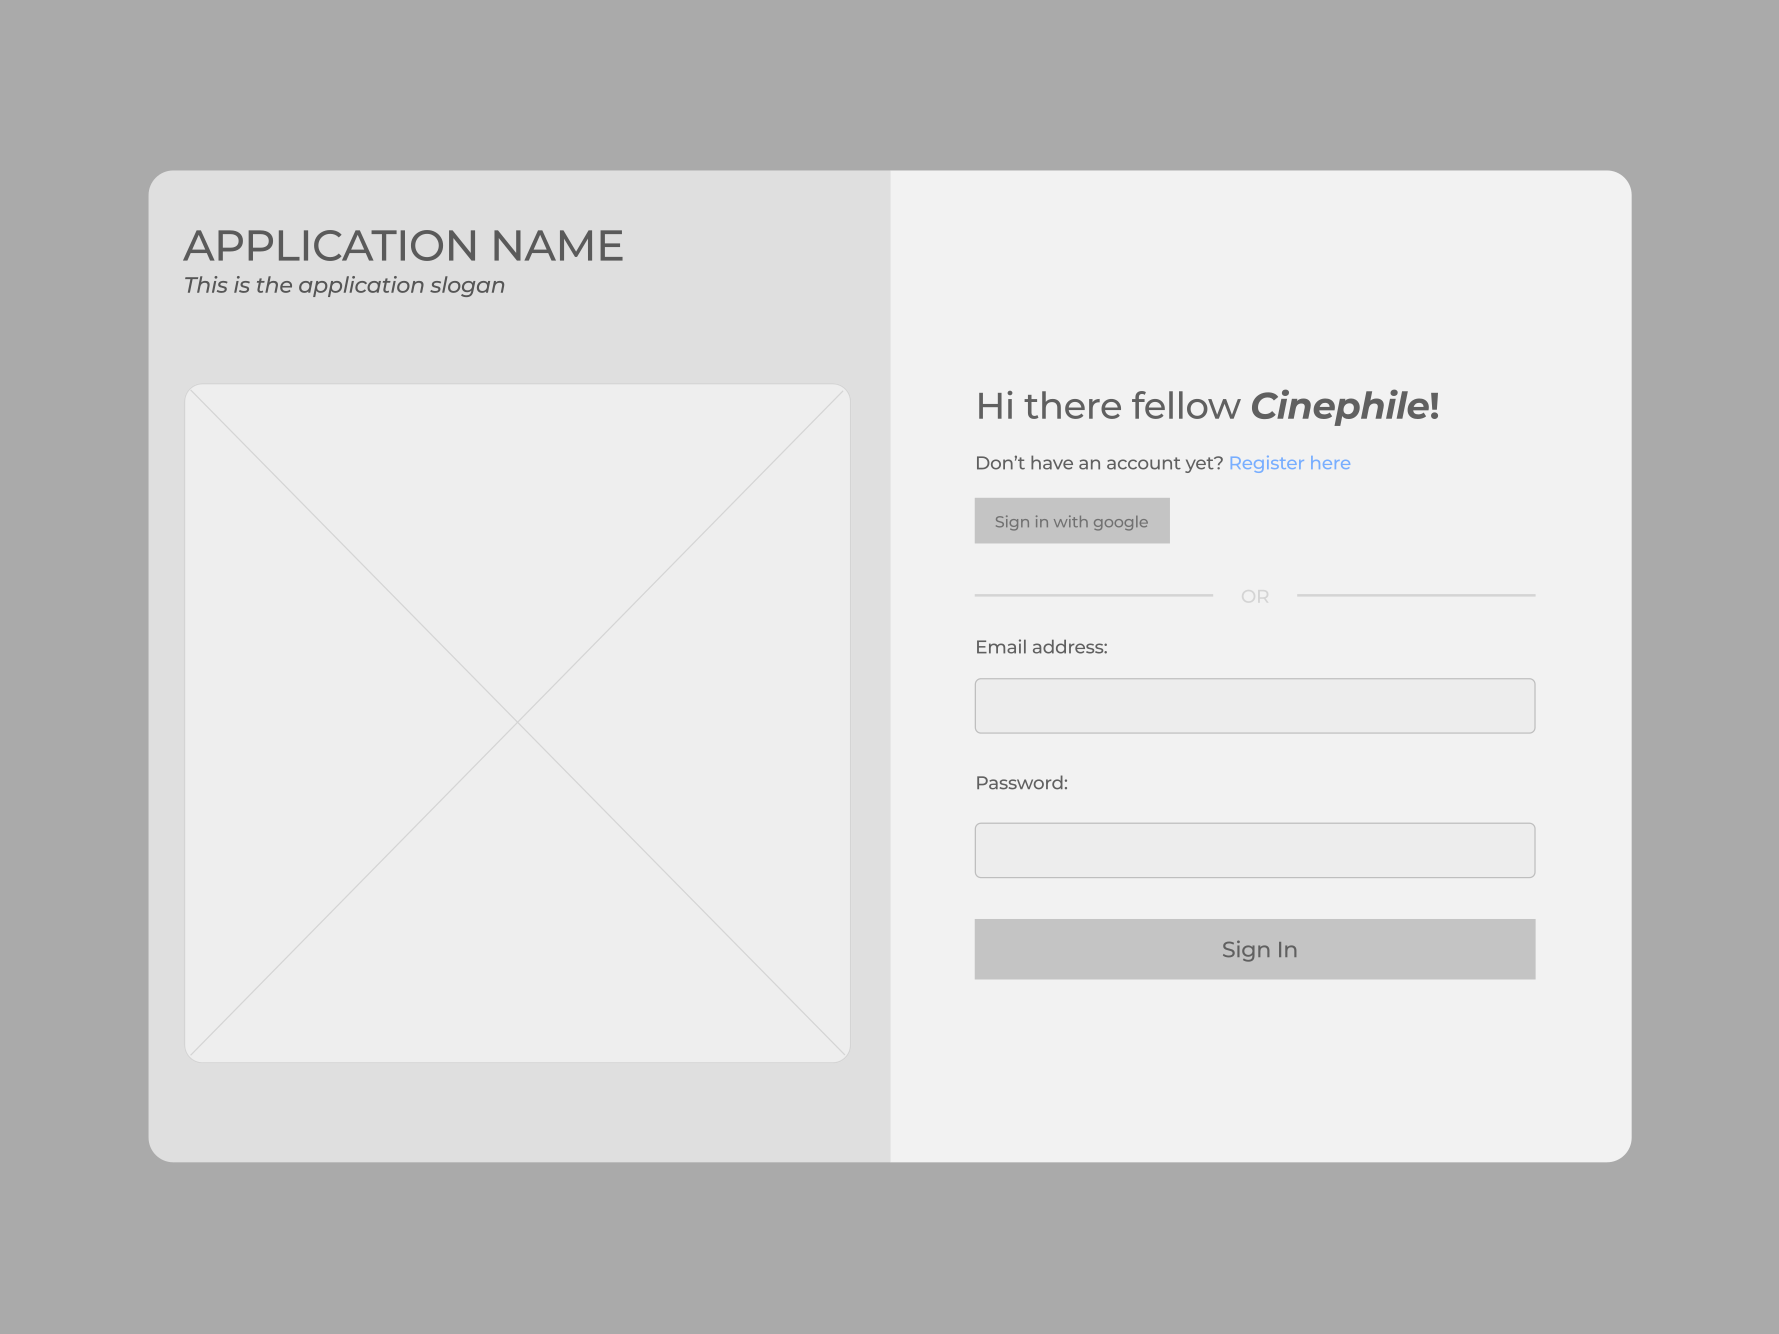 APPLICATION NAME
This is the application slogan
Hi there fellow Cinephile!
Don’t have an account yet? Register here
Sign in with google
OR
Email address:
Password:
Sign In